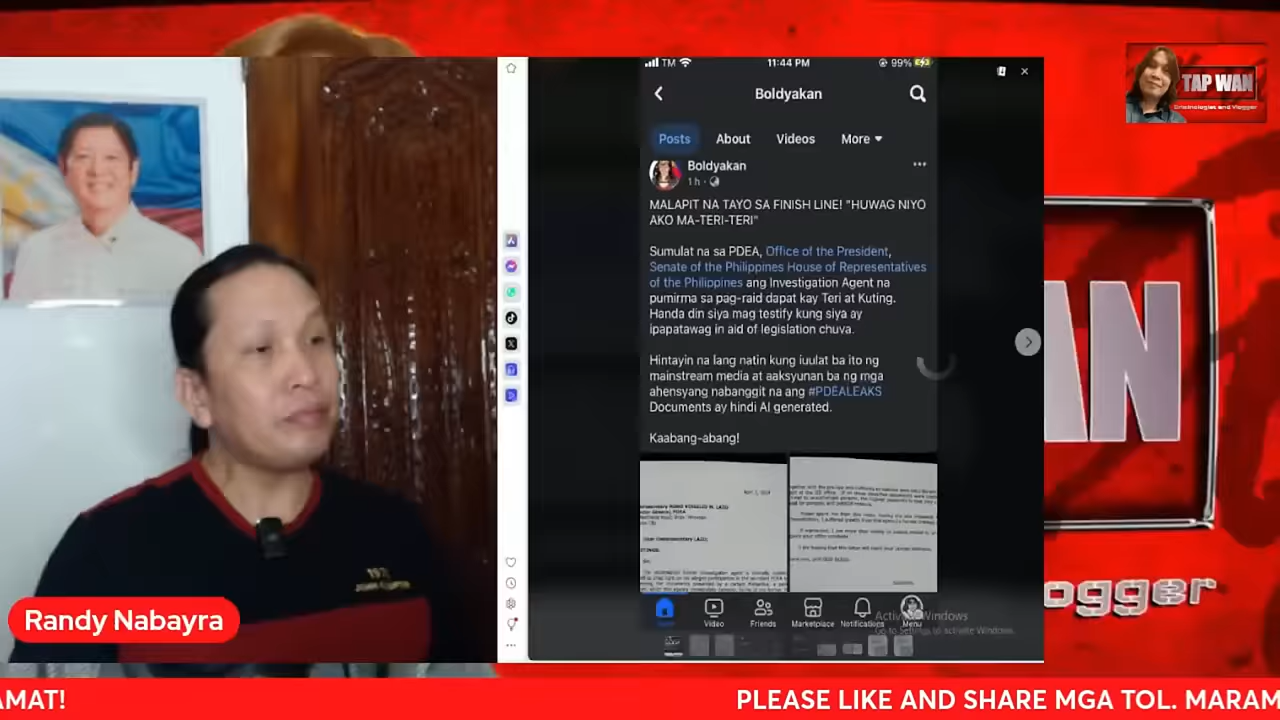 TAP WAN
Criminologist and Vlogger
TM
11:44 PM
99%
Boldyakan
Posts
About
Videos
More
Boldyakan
1 h
MALAPIT NA TAYO SA FINISH LINE! "HUWAG NIYO
AKO MA-TERI-TERI"
Sumulat na sa PDEA, Office of the President,
Senate of the Philippines House of Representatives
of the Philippines ang Investigation Agent na
pumirma sa pag-raid dapat kay Teri at Kuting.
Handa din siya mag testify kung siya ay
ipapatawag in aid of legislation chuva.
Hintayin na lang natin kung iuulat ba ito ng
mainstream media at aaksyunan ba ng mga
ahensyang nabanggit na ang #PDEALEAKS
Documents ay hindi AI generated.
Kaabang-abang!
Video
Friends
Marketplace
Notifications
Menu
Activate Windows
Go to Settings to activate Windows.
AN
ogger
Randy Nabayra
AMAT!
PLEASE LIKE AND SHARE MGA TOL. MARAM